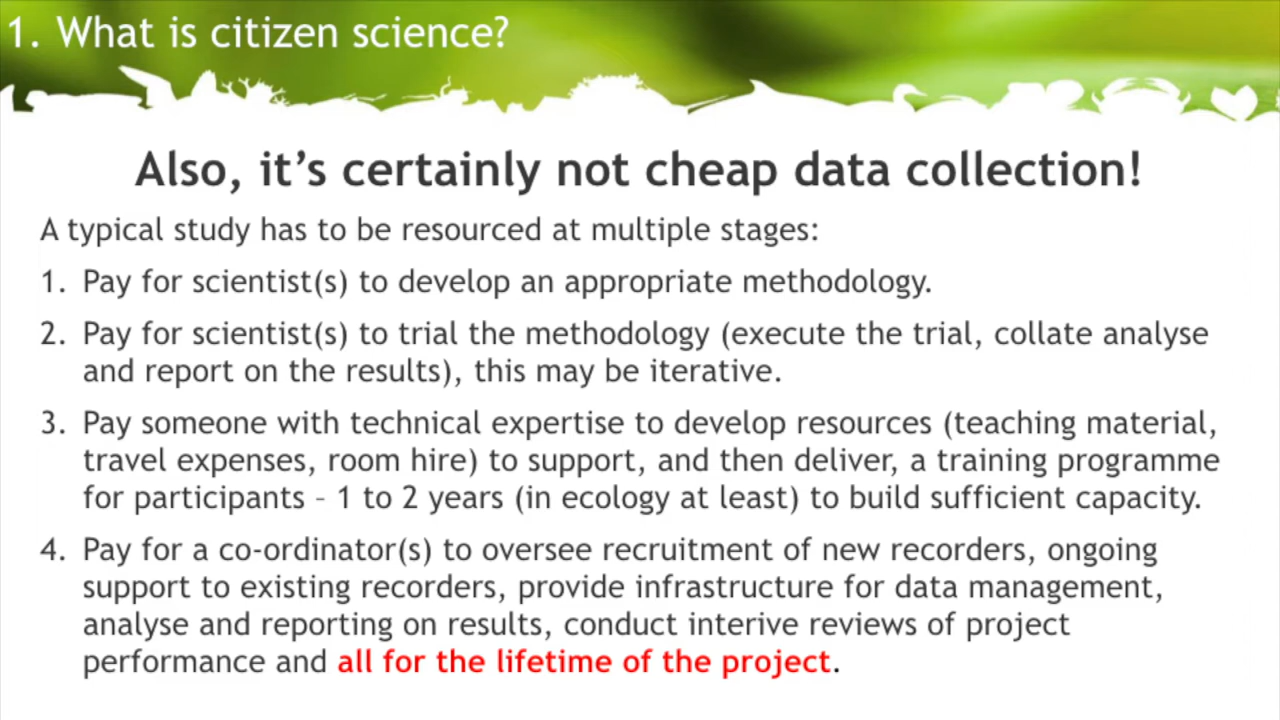 1. What is citizen science?
Also, it's certainly not cheap data collection!
A typical study has to be resourced at multiple stages:
1. Pay for scientist(s) to develop an appropriate methodology.
2. Pay for scientist(s) to trial the methodology (execute the trial, collate analyse
and report on the results), this may be iterative.
3. Pay someone with technical expertise to develop resources (teaching material,
travel expenses, room hire) to support, and then deliver, a training programme
for participants – 1 to 2 years (in ecology at least) to build sufficient capacity.
4. Pay for a co-ordinator(s) to oversee recruitment of new recorders, ongoing
support to existing recorders, provide infrastructure for data management,
analyse and reporting on results, conduct interive reviews of project
performance and all for the lifetime of the project.